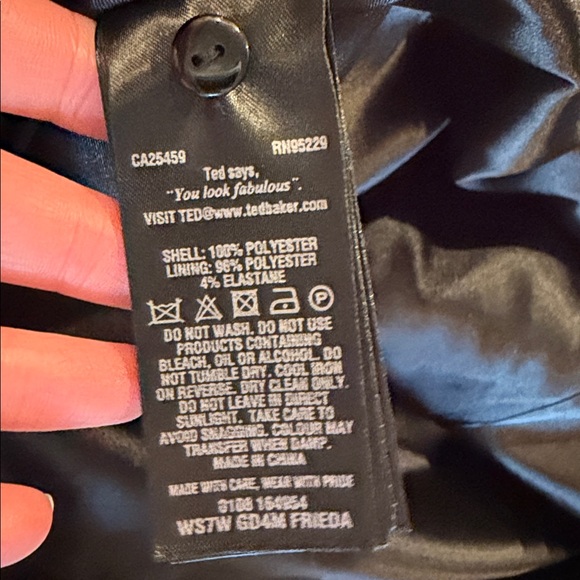 CA25459 RN95229
Ted says,
"You look fabulous".
VISIT TED@www.tedbaker.com
SHELL: 100% POLYESTER
LINING: 96% POLYESTER
4% ELASTANE
P
DO NOT WASH. DO NOT USE
PRODUCTS CONTAINING
BLEACH, OIL OR ALCOHOL. DO
NOT TUMBLE DRY. COOL IRON
ON REVERSE. DRY CLEAN ONLY.
DO NOT LEAVE IN DIRECT
SUNLIGHT. TAKE CARE TO
AVOID SNAGGING. COLOUR MAY
TRANSFER WHEN DAMP.
MADE IN CHINA
MADE WITH CARE, WEAR WITH PRIDE
WS7W GD4M FRIEDA